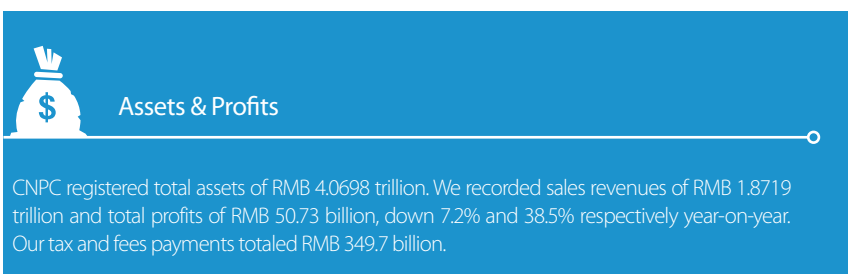 $
Assets & Profits
CNPC registered total assets of RMB 4.0698 trillion. We recorded sales revenues of RMB 1.8719
trillion and total profits of RMB 50.73 billion, down 7.2% and 38.5% respectively year-on-year.
Our tax and fees payments totaled RMB 349.7 billion.